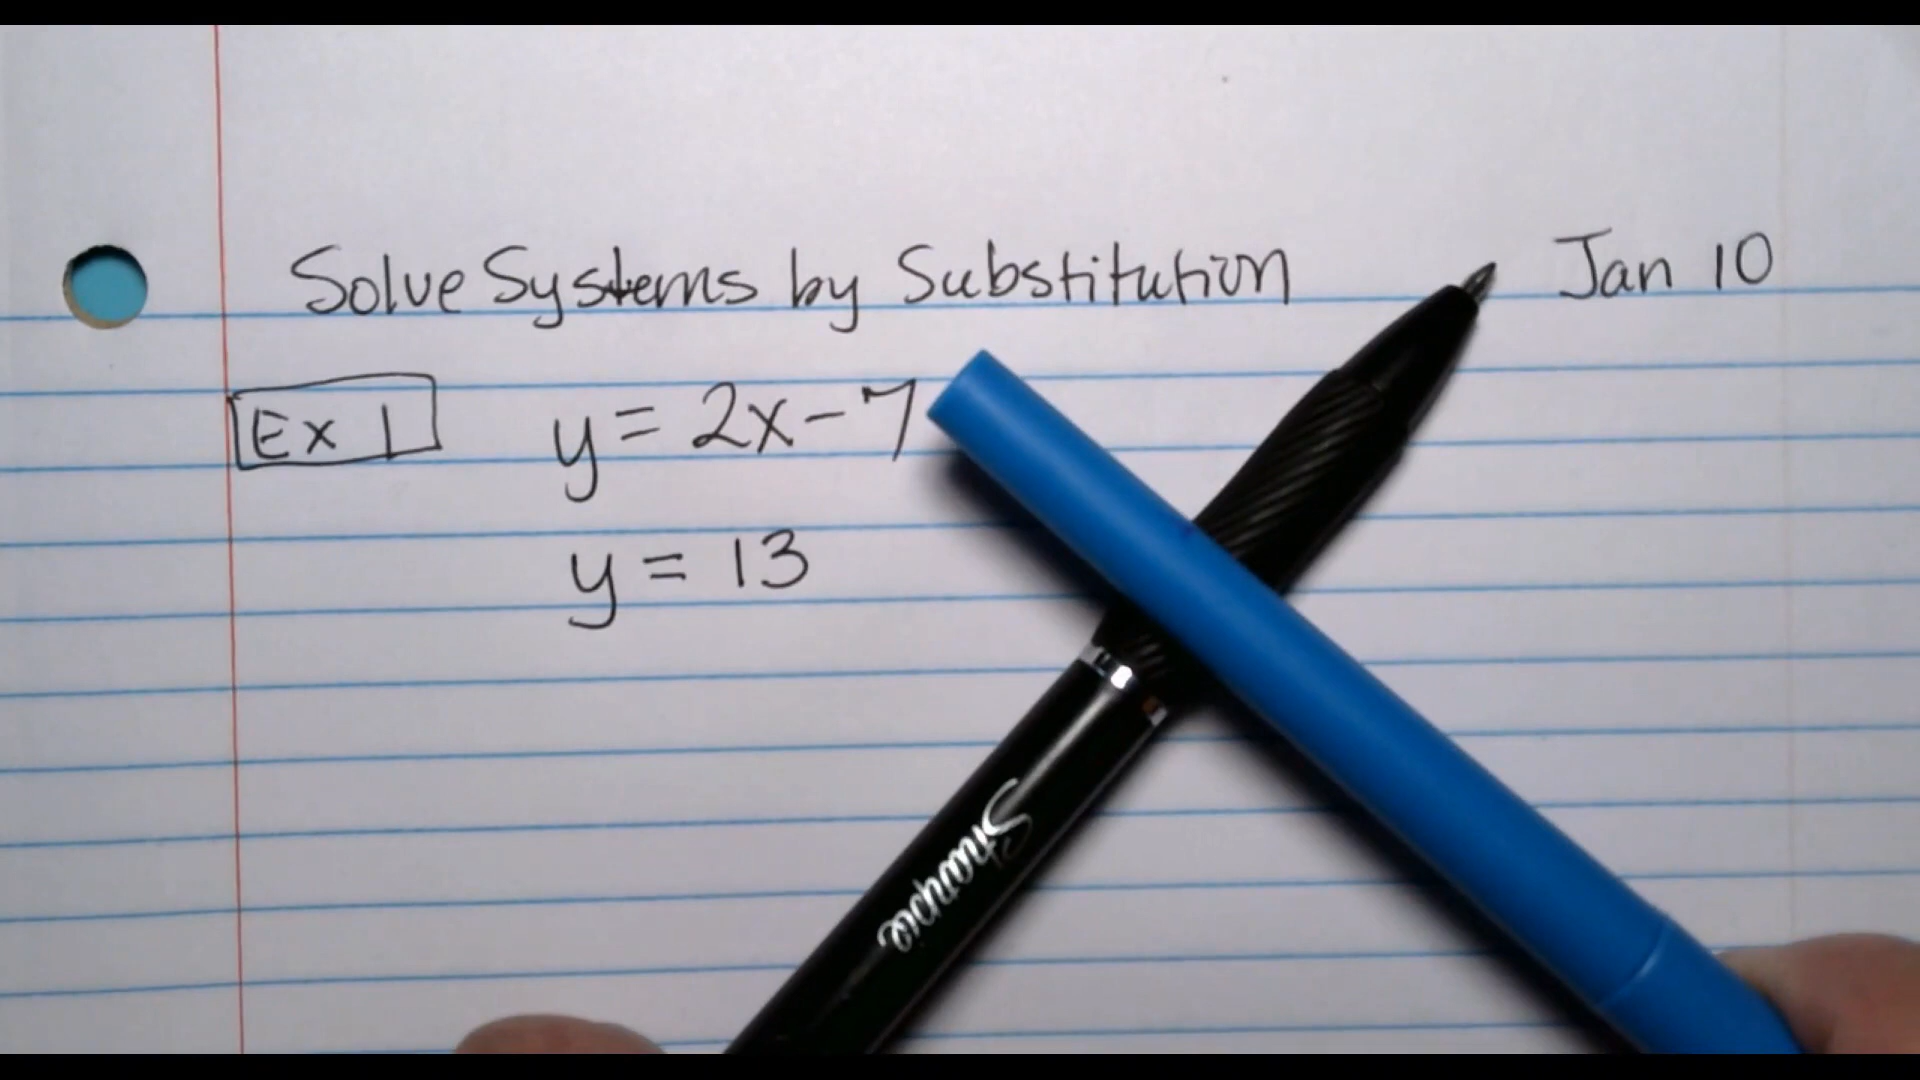 Solve Systems by Substitution Jan 10
Ex 1 y = 2x - 7
y = 13
Sharpie